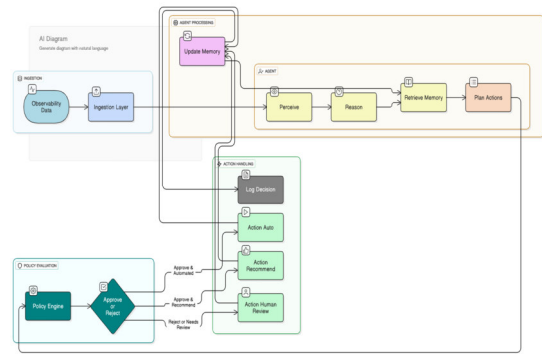 AGENT PROCESSING
AI Diagram
Generate diagram with natural language
Update Memory
AGENT
INGESTION
Observability
Data
Ingestion Layer
Perceive
Reason
Retrieve Memory
Plan Actions
ACTION HANDLING
Log Decision
Action Auto
Action
Recommend
Action Human
Review
POLICY EVALUATION
Policy Engine
Approve
or
Reject
Approve &
Automated
Approve &
Recommend
Reject or Needs
Review